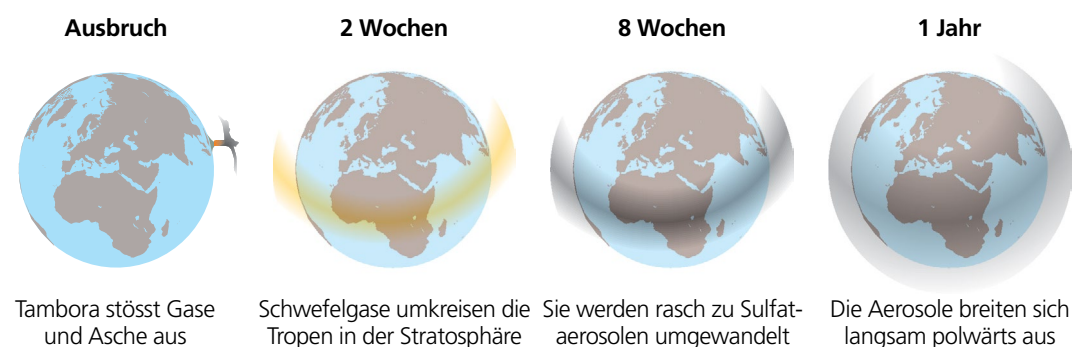 Ausbruch
2 Wochen
8 Wochen
1 Jahr
Tambora stösst Gase
und Asche aus
Schwefelgase umkreisen die
Tropen in der Stratosphäre
Sie werden rasch zu Sulfat-
aerosolen umgewandelt
Die Aerosole breiten sich
langsam polwärts aus